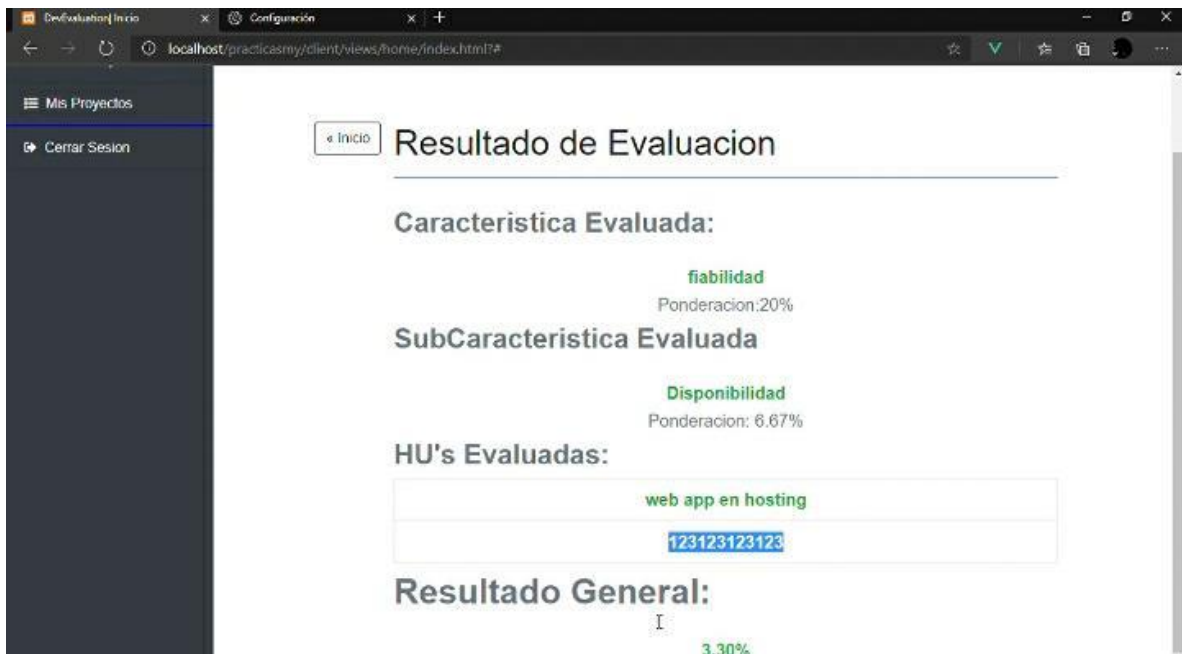 DevEvaluation| Inicio
Configuración
localhost/practicasmy/client/views/home/index.html?#
Mis Proyectos
Cerrar Sesion
« Inicio
Resultado de Evaluacion
Caracteristica Evaluada:
fiabilidad
Ponderacion:20%
SubCaracteristica Evaluada
Disponibilidad
Ponderacion: 6.67%
HU's Evaluadas:
web app en hosting
123123123123
Resultado General:
3.30%